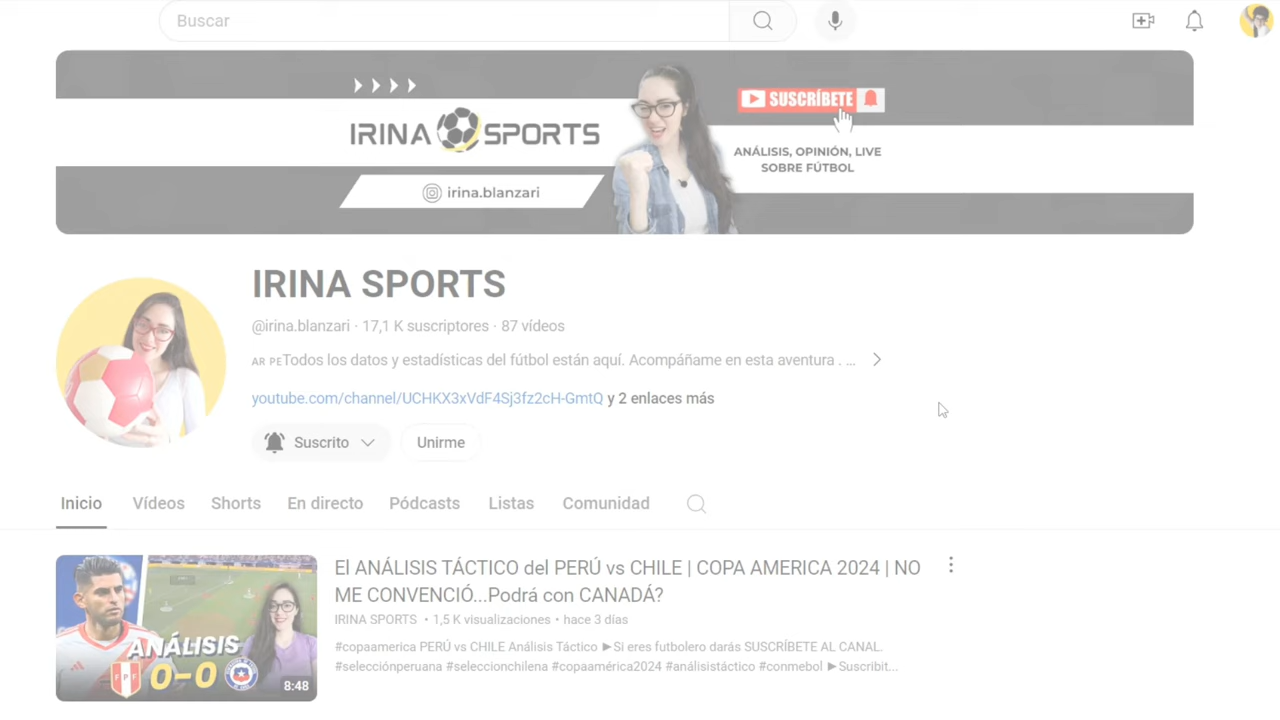 Buscar
IRINA SPORTS
SUSCRÍBETE
ANÁLISIS, OPINIÓN, LIVE
SOBRE FÚTBOL
irina.blanzari
IRINA SPORTS
@irina.blanzari · 17,1 K suscriptores · 87 vídeos
AR PETodos los datos y estadísticas del fútbol están aquí. Acompáñame en esta aventura . ...
youtube.com/channel/UCHKX3xVdF4Sj3fz2cH-GmtQ y 2 enlaces más
Suscrito
Unirme
Inicio Vídeos Shorts En directo Pódcasts Listas Comunidad
El ANÁLISIS TÁCTICO del PERÚ vs CHILE | COPA AMERICA 2024 | NO
ME CONVENCIÓ...Podrá con CANADÁ?
IRINA SPORTS • 1,5 K visualizaciones • hace 3 días
#copaamerica PERÚ vs CHILE Análisis Táctico ►Si eres futbolero darás SUSCRÍBETE AL CANAL.
#selecciónperuana #seleccionchilena #copaamérica2024 #análisistáctico #conmebol ►Suscribit...
ANÁLISIS
FPF
0-0
8:48